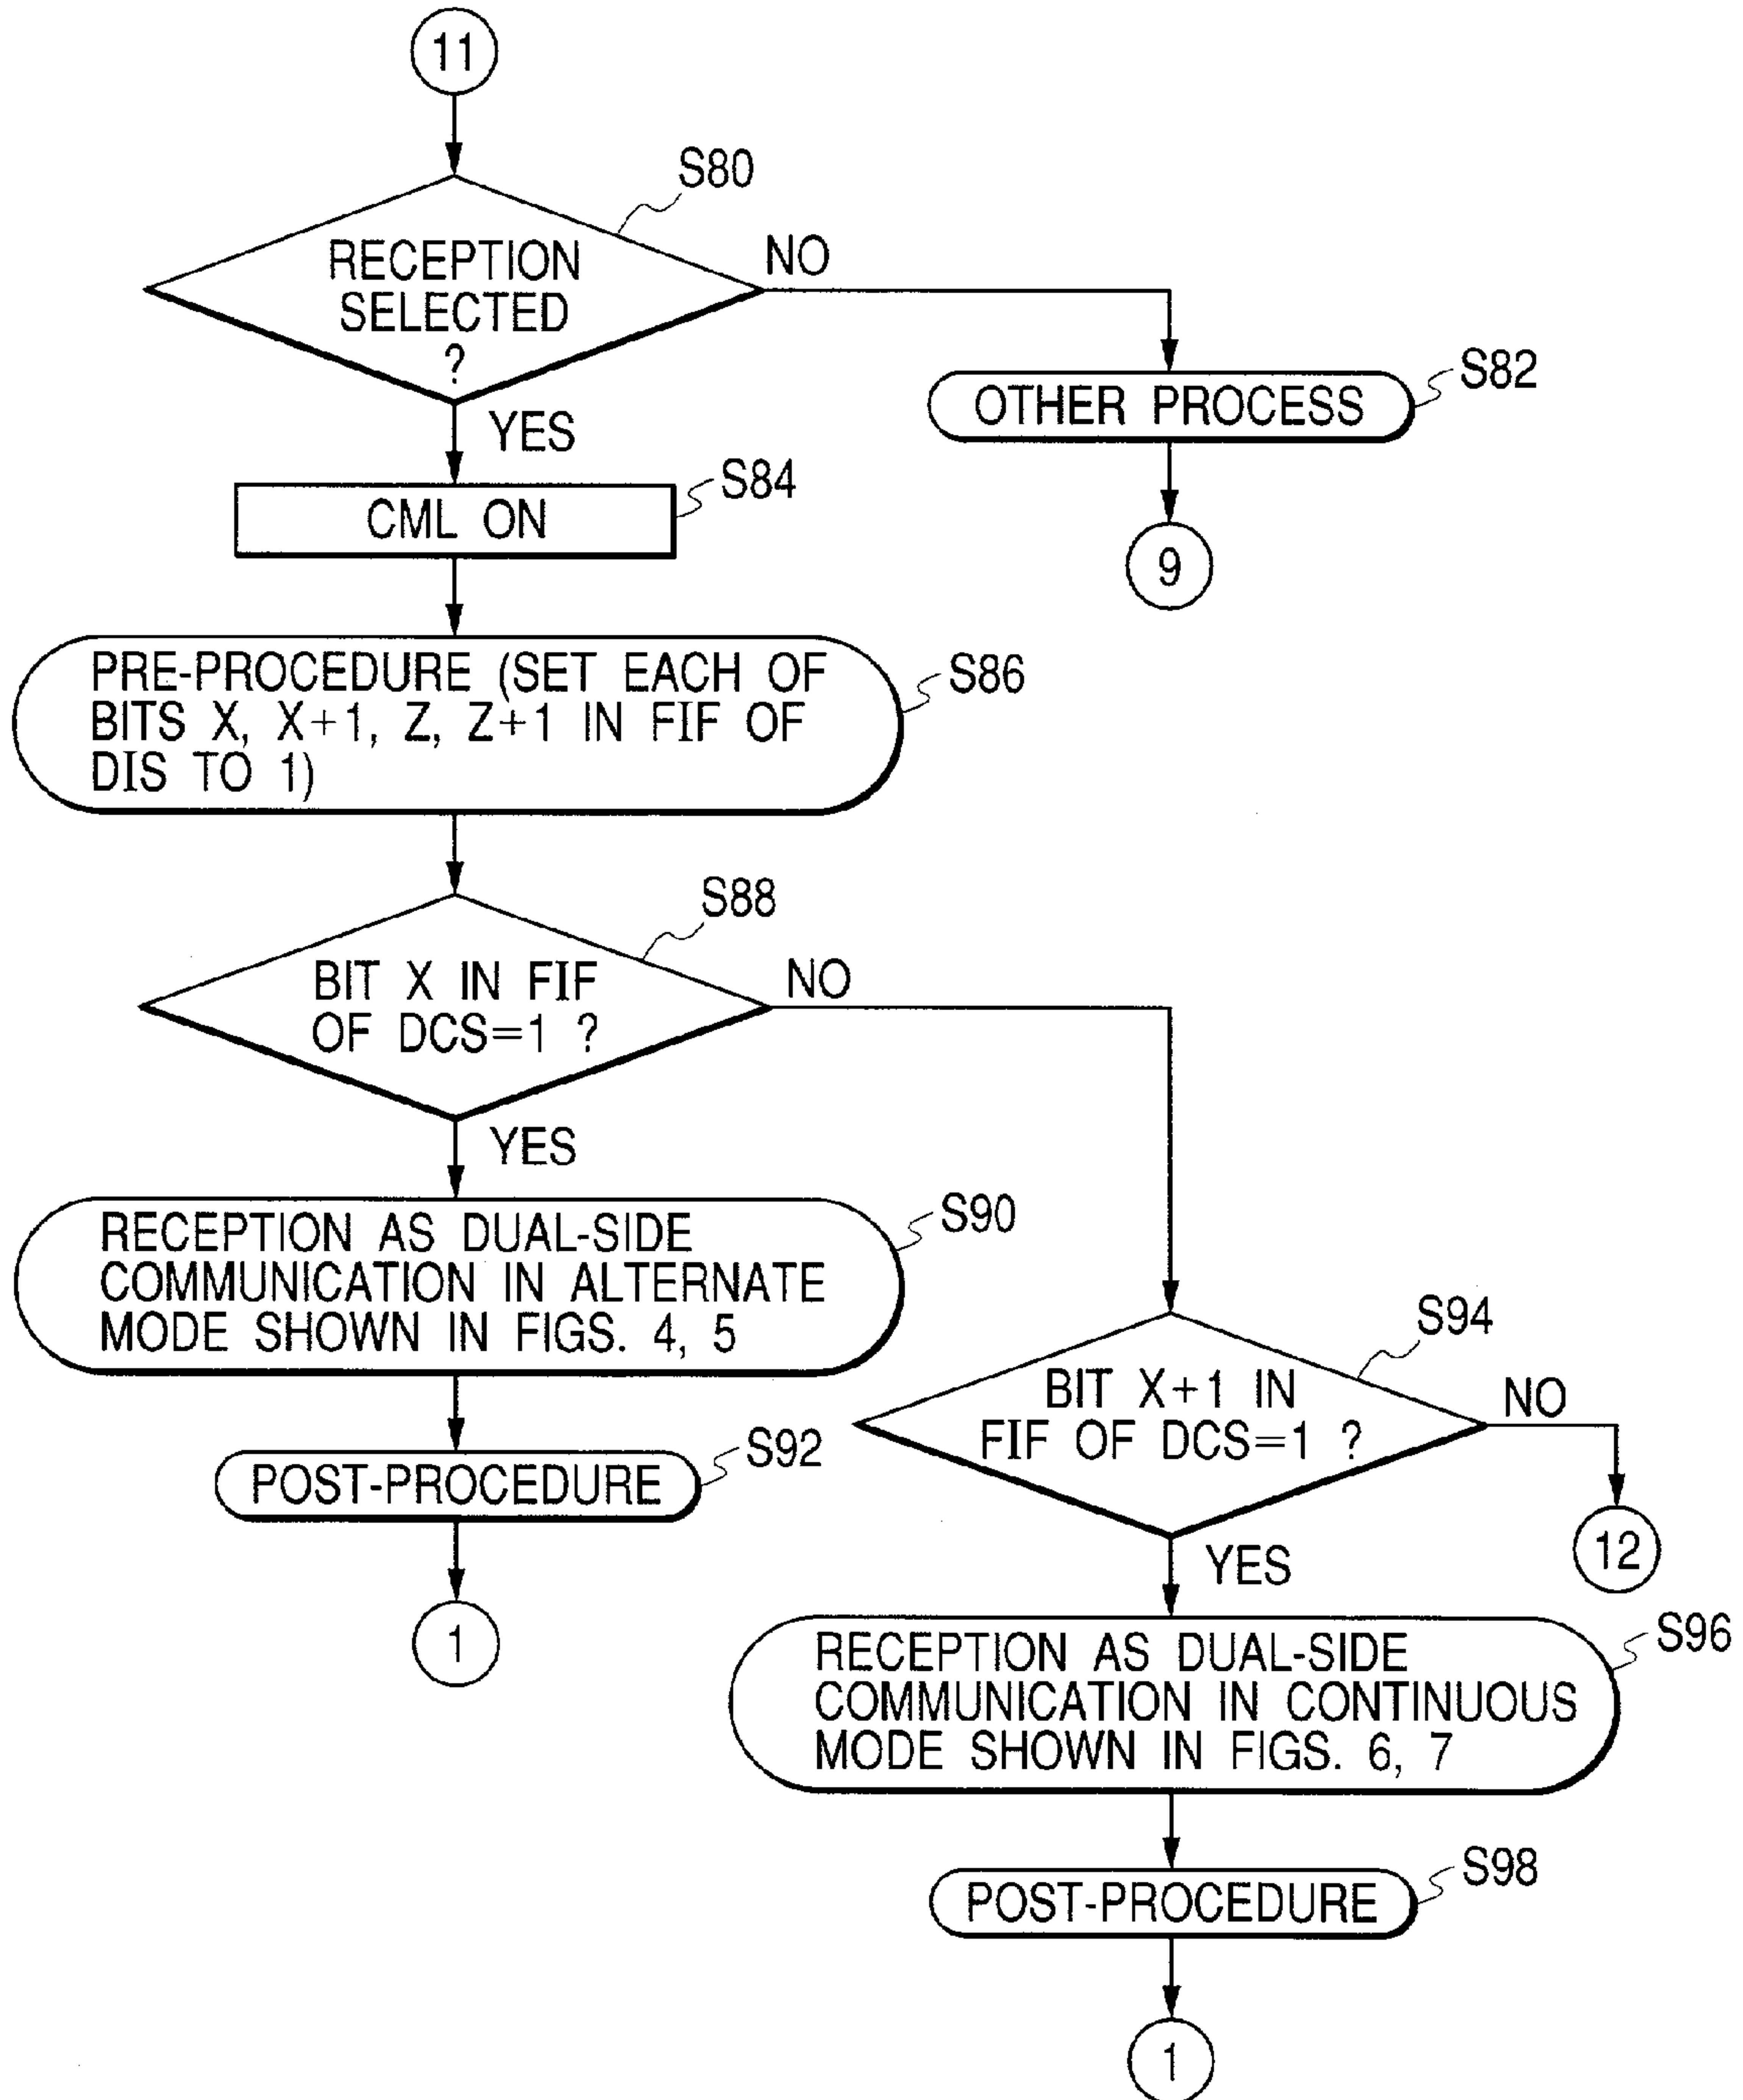 11
S80
RECEPTION
SELECTED
?
NO
YES
S82
OTHER PROCESS
9
S84
CML ON
S86
PRE-PROCEDURE (SET EACH OF
BITS X, X+1, Z, Z+1 IN FIF OF
DIS TO 1)
S88
BIT X IN FIF
OF DCS=1 ?
NO
YES
S90
RECEPTION AS DUAL-SIDE
COMMUNICATION IN ALTERNATE
MODE SHOWN IN FIGS. 4, 5
S92
POST-PROCEDURE
1
S94
BIT X+1 IN
FIF OF DCS=1 ?
NO
12
YES
S96
RECEPTION AS DUAL-SIDE
COMMUNICATION IN CONTINUOUS
MODE SHOWN IN FIGS. 6, 7
S98
POST-PROCEDURE
1